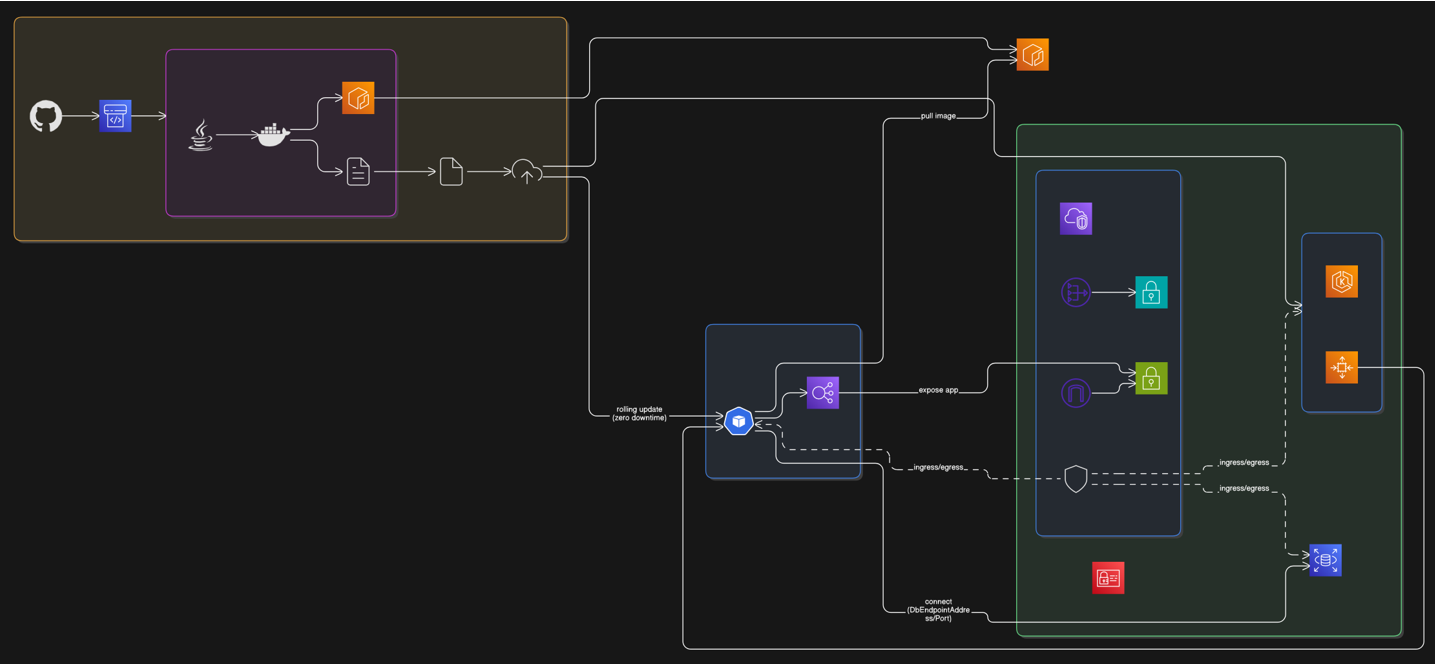 pull image
expose app
rolling update
(zero downtime)
ingress/egress
ingress/egress
ingress/egress
connect
(DbEndpointAddre
ss/Port)